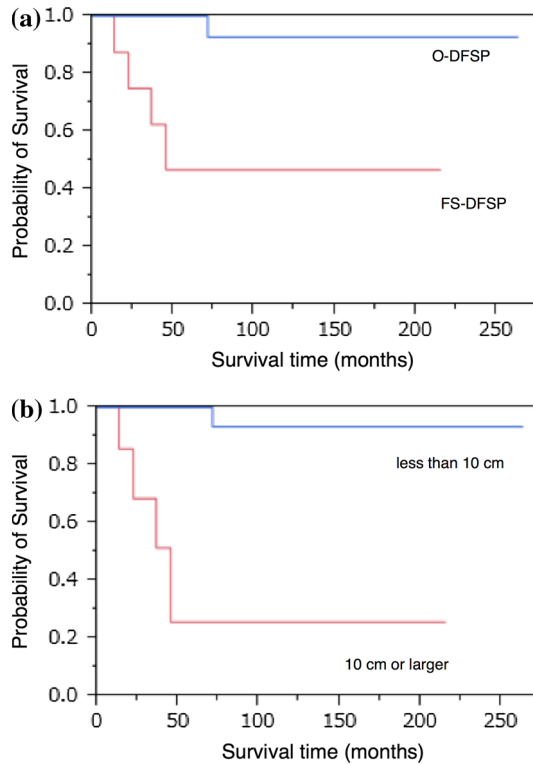 (a)
1.0
0.8
0.6
0.4
0.2
0.0
Probability of Survival
O-DFSP
FS-DFSP
0 50 100 150 200 250
Survival time (months)
(b)
1.0
0.8
0.6
0.4
0.2
0.0
Probability of Survival
less than 10 cm
10 cm or larger
0 50 100 150 200 250
Survival time (months)